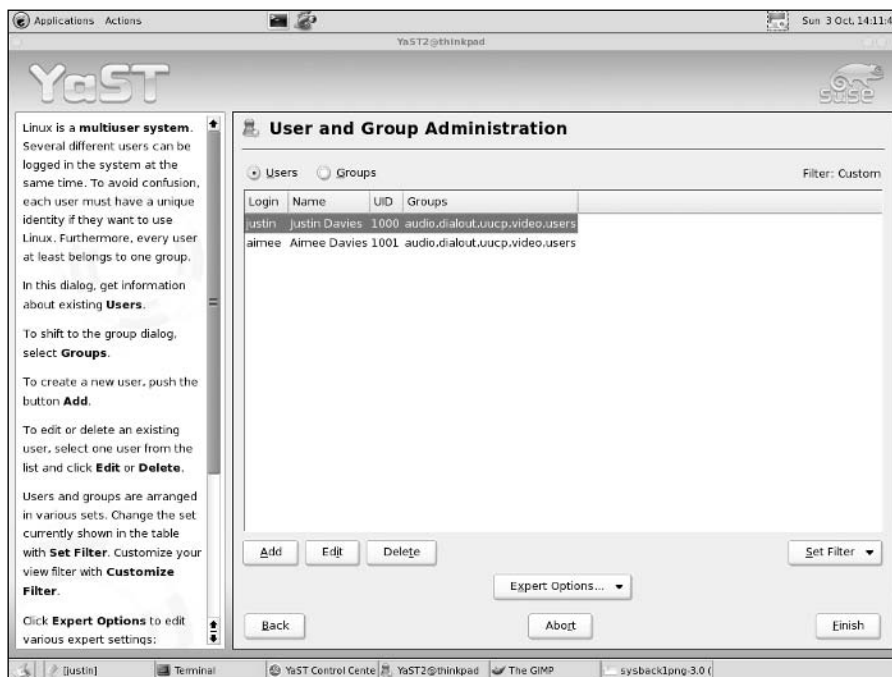 Applications Actions
Sun 3 Oct, 14:11:4
YaST2@thinkpad
YaST
SUSE
Linux is a multiuser system.
Several different users can be
logged in the system at the
same time. To avoid confusion,
each user must have a unique
identity if they want to use
Linux. Furthermore, every user
at least belongs to one group.
In this dialog, get information
about existing Users.
To shift to the group dialog,
select Groups.
To create a new user, push the
button Add.
To edit or delete an existing
user, select one user from the
list and click Edit or Delete.
Users and groups are arranged
in various sets. Change the set
currently shown in the table
with Set Filter. Customize your
view filter with Customize
Filter.
Click Expert Options to edit
various expert settings:
User and Group Administration
Users Groups Filter: Custom
Login Name UID Groups
justin Justin Davies 1000 audio,dialout,uucp,video,users
aimee Aimee Davies 1001 audio,dialout,uucp,video,users
Add Edit Delete Set Filter
Expert Options...
Back Abort Finish
[justin] Terminal YaST Control Cente YaST2@thinkpad The GIMP sysback1png-3.0 (